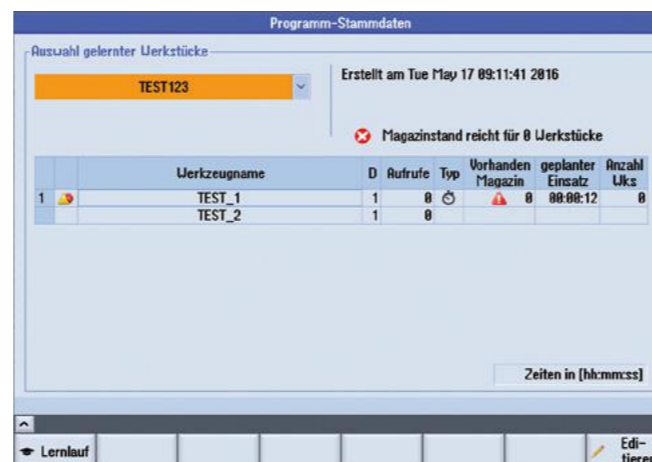 Programm-Stammdaten
Auswahl gelernter Werkstücke
TEST123
Erstellt am Tue May 17 09:11:41 2016
Magazinstand reicht für 0 Werkstücke
Werkzeugname D Aufrufe Typ Vorhanden Magazin geplanter Einsatz Anzahl Wks
1 TEST_1 1 0 0 00:00:12 0
TEST_2 1 0
Zeiten in [hh:mm:ss]
Lernlauf
Edi-
tieren